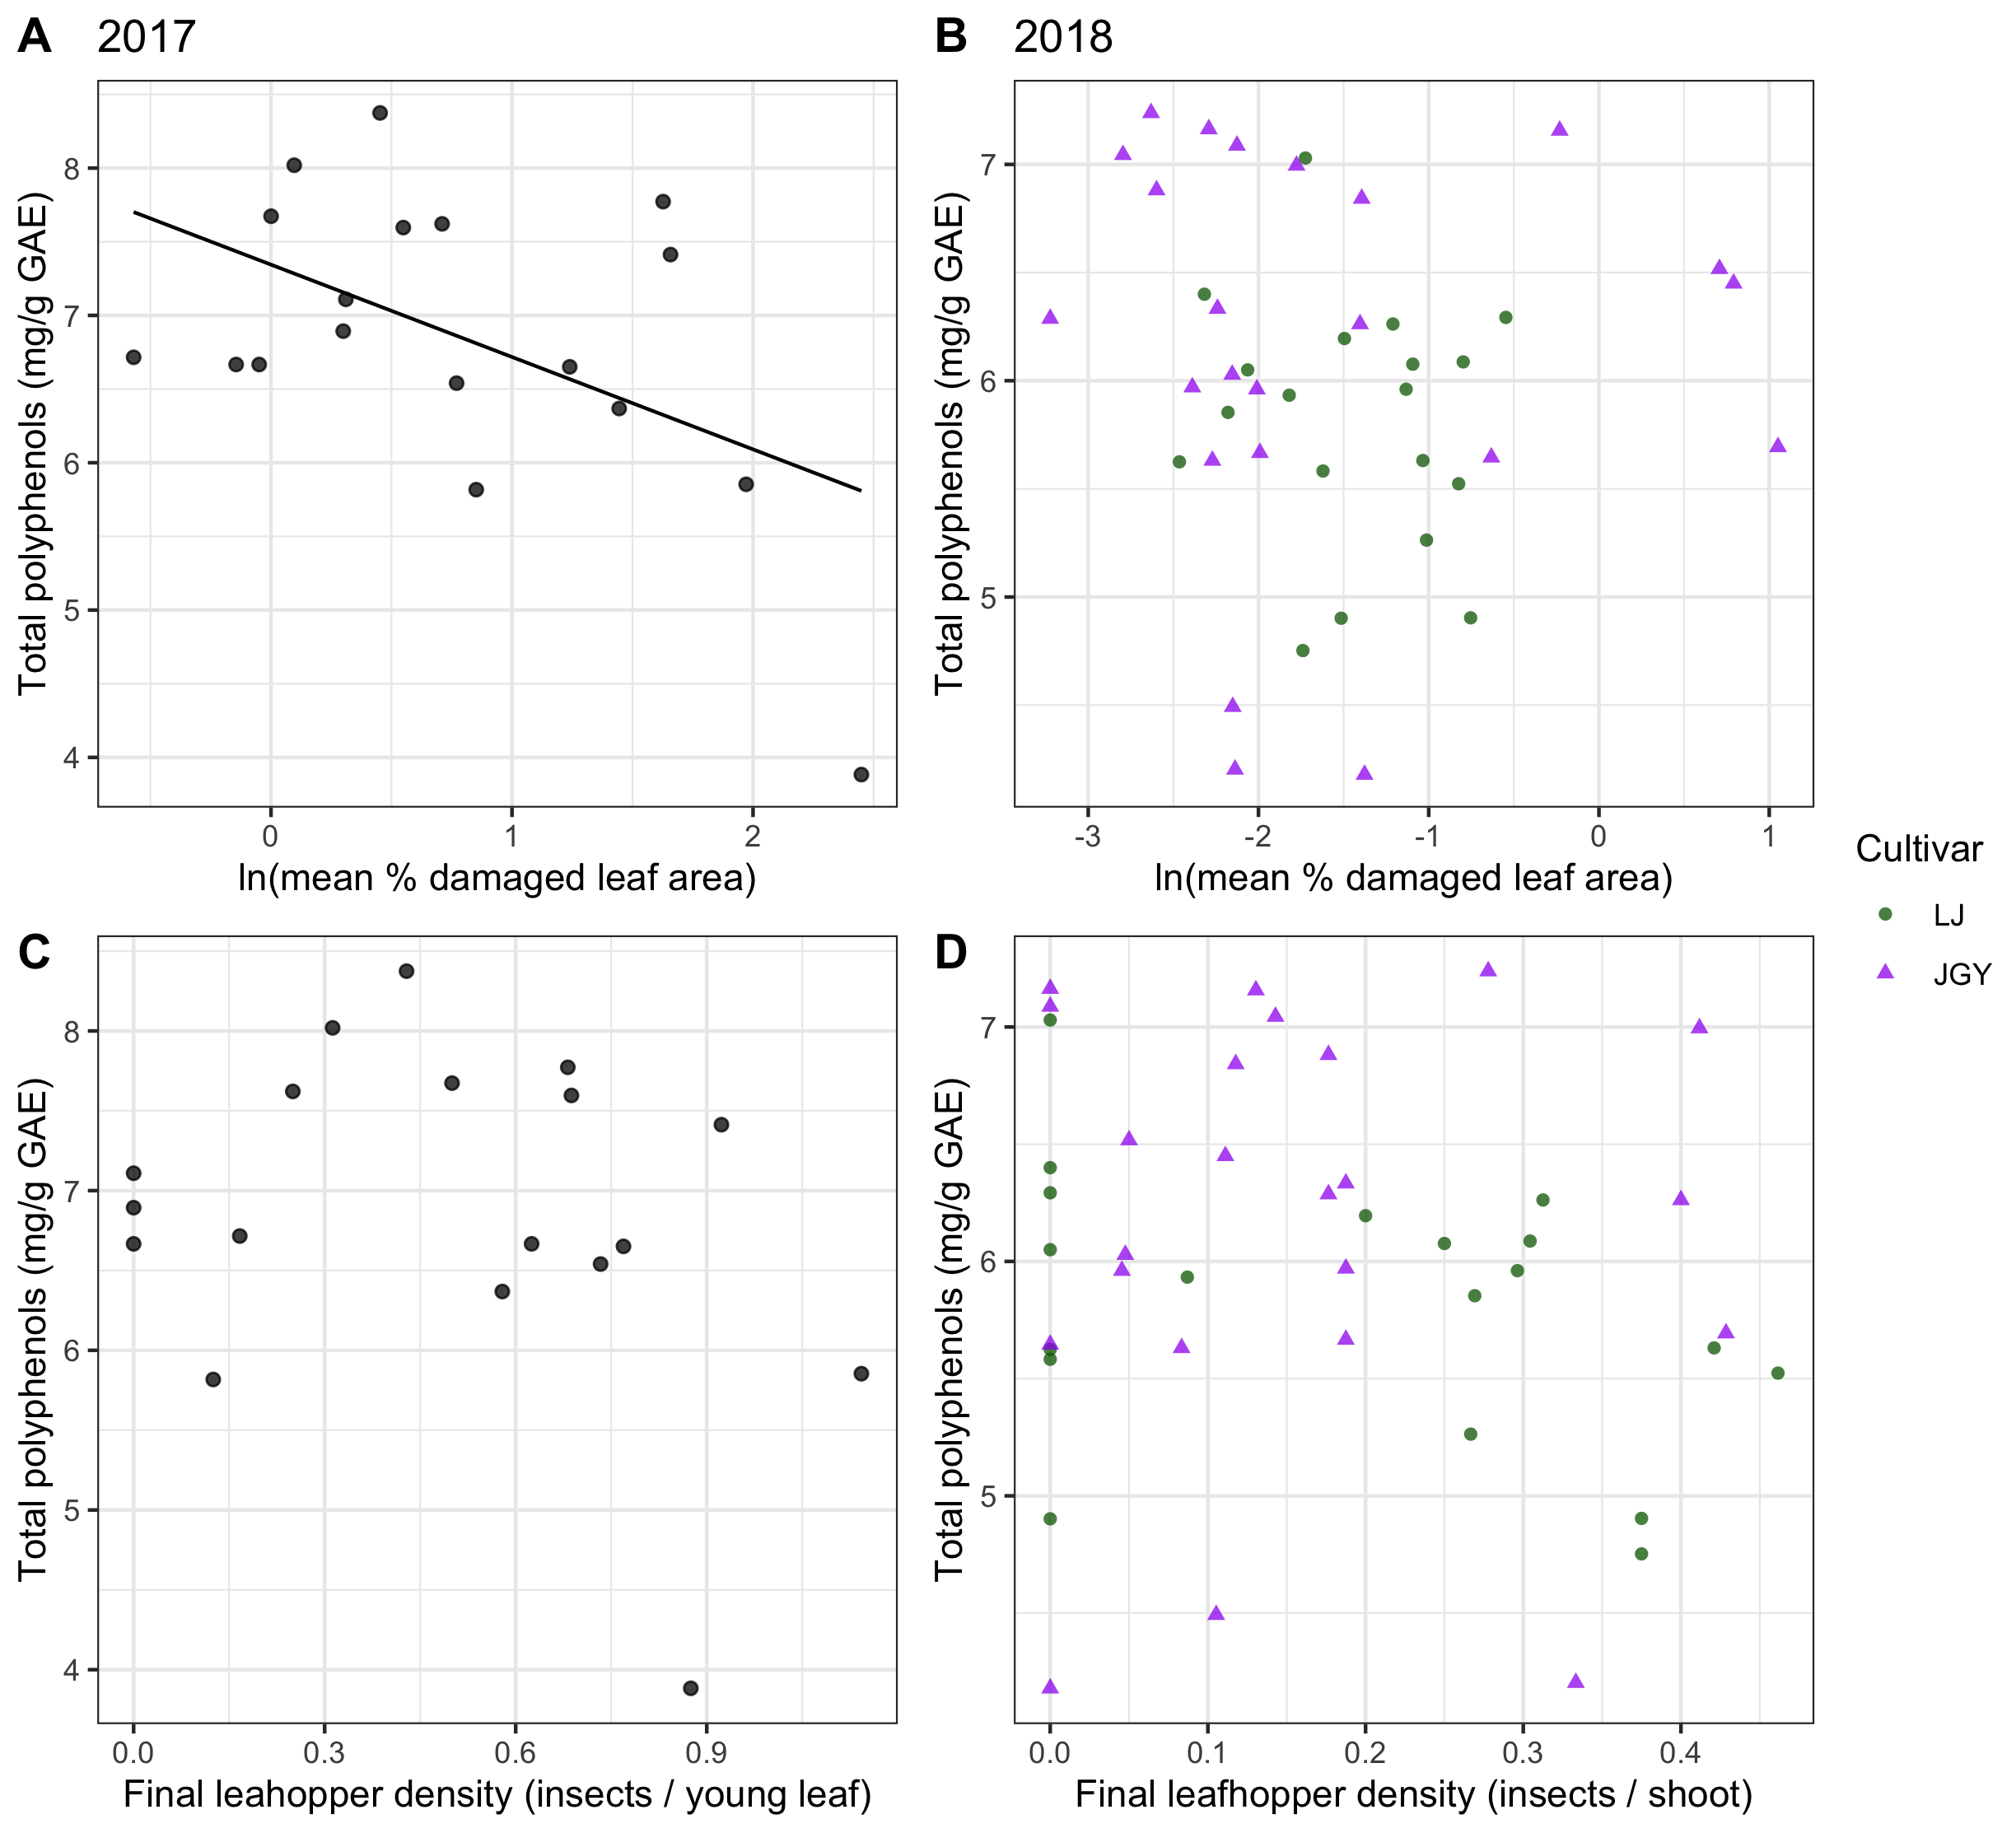 A 2017
B 2018
8
7
6
5
4
Total polyphenols (mg/g GAE)
0 1 2
ln(mean % damaged leaf area)
7
6
5
Total polyphenols (mg/g GAE)
-3 -2 -1 0 1
ln(mean % damaged leaf area)
Cultivar
LJ
JGY
C
8
7
6
5
4
Total polyphenols (mg/g GAE)
0.0 0.3 0.6 0.9
Final leahopper density (insects / young leaf)
D
7
6
5
Total polyphenols (mg/g GAE)
0.0 0.1 0.2 0.3 0.4
Final leafhopper density (insects / shoot)